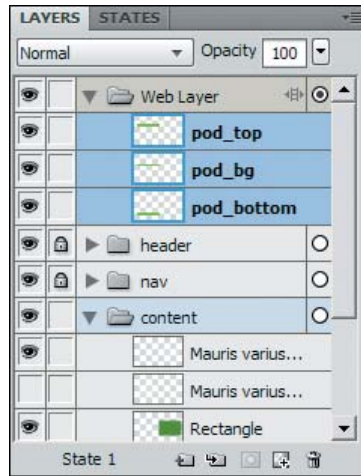 LAYERS STATES
Normal Opacity 100
Web Layer
pod_top
pod_bg
pod_bottom
header
nav
content
Mauris varius...
Mauris varius...
Rectangle
State 1